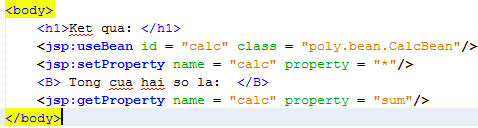 <body>
<h1>Ket qua: </h1>
<jsp:useBean id = "calc" class = "poly.bean.CalcBean"/>
<jsp:setProperty name = "calc" property = "*"/>
<B> Tong cua hai so la:  </B>
<jsp:getProperty name = "calc" property = "sum"/>
</body>